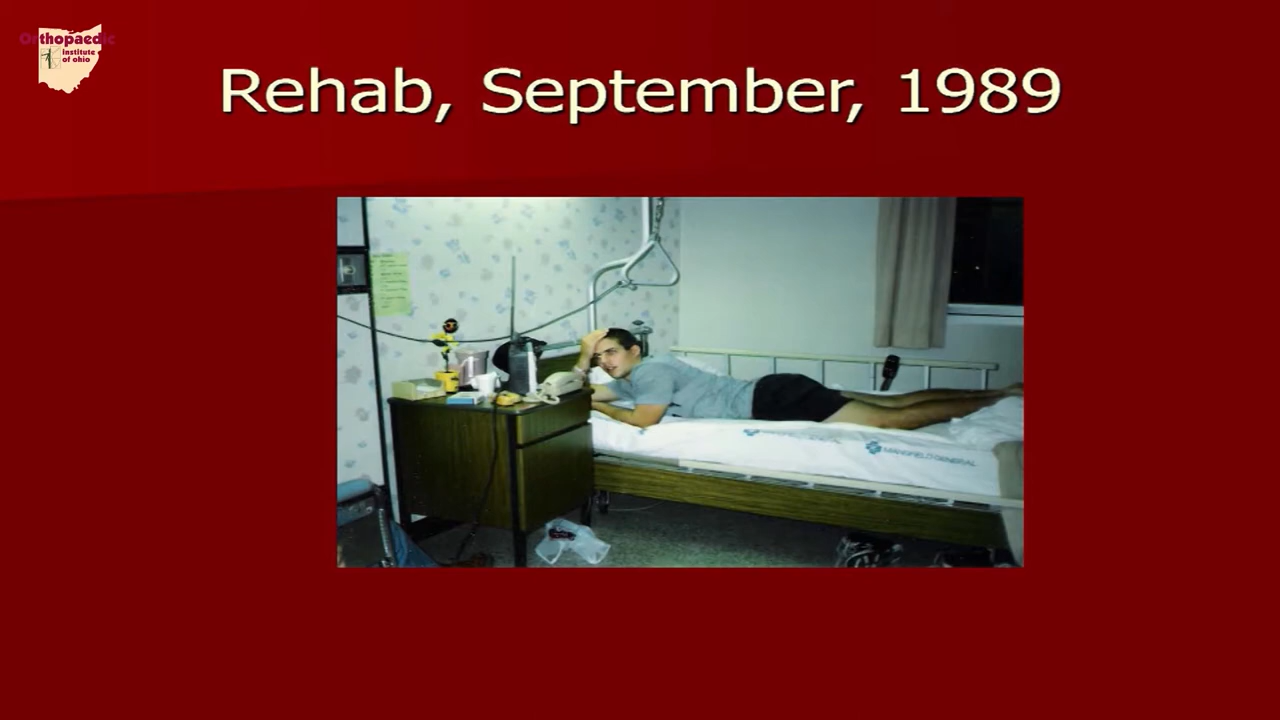 Orthopaedic
Institute
of ohio
Rehab, September, 1989
MANSFIELD GENERAL